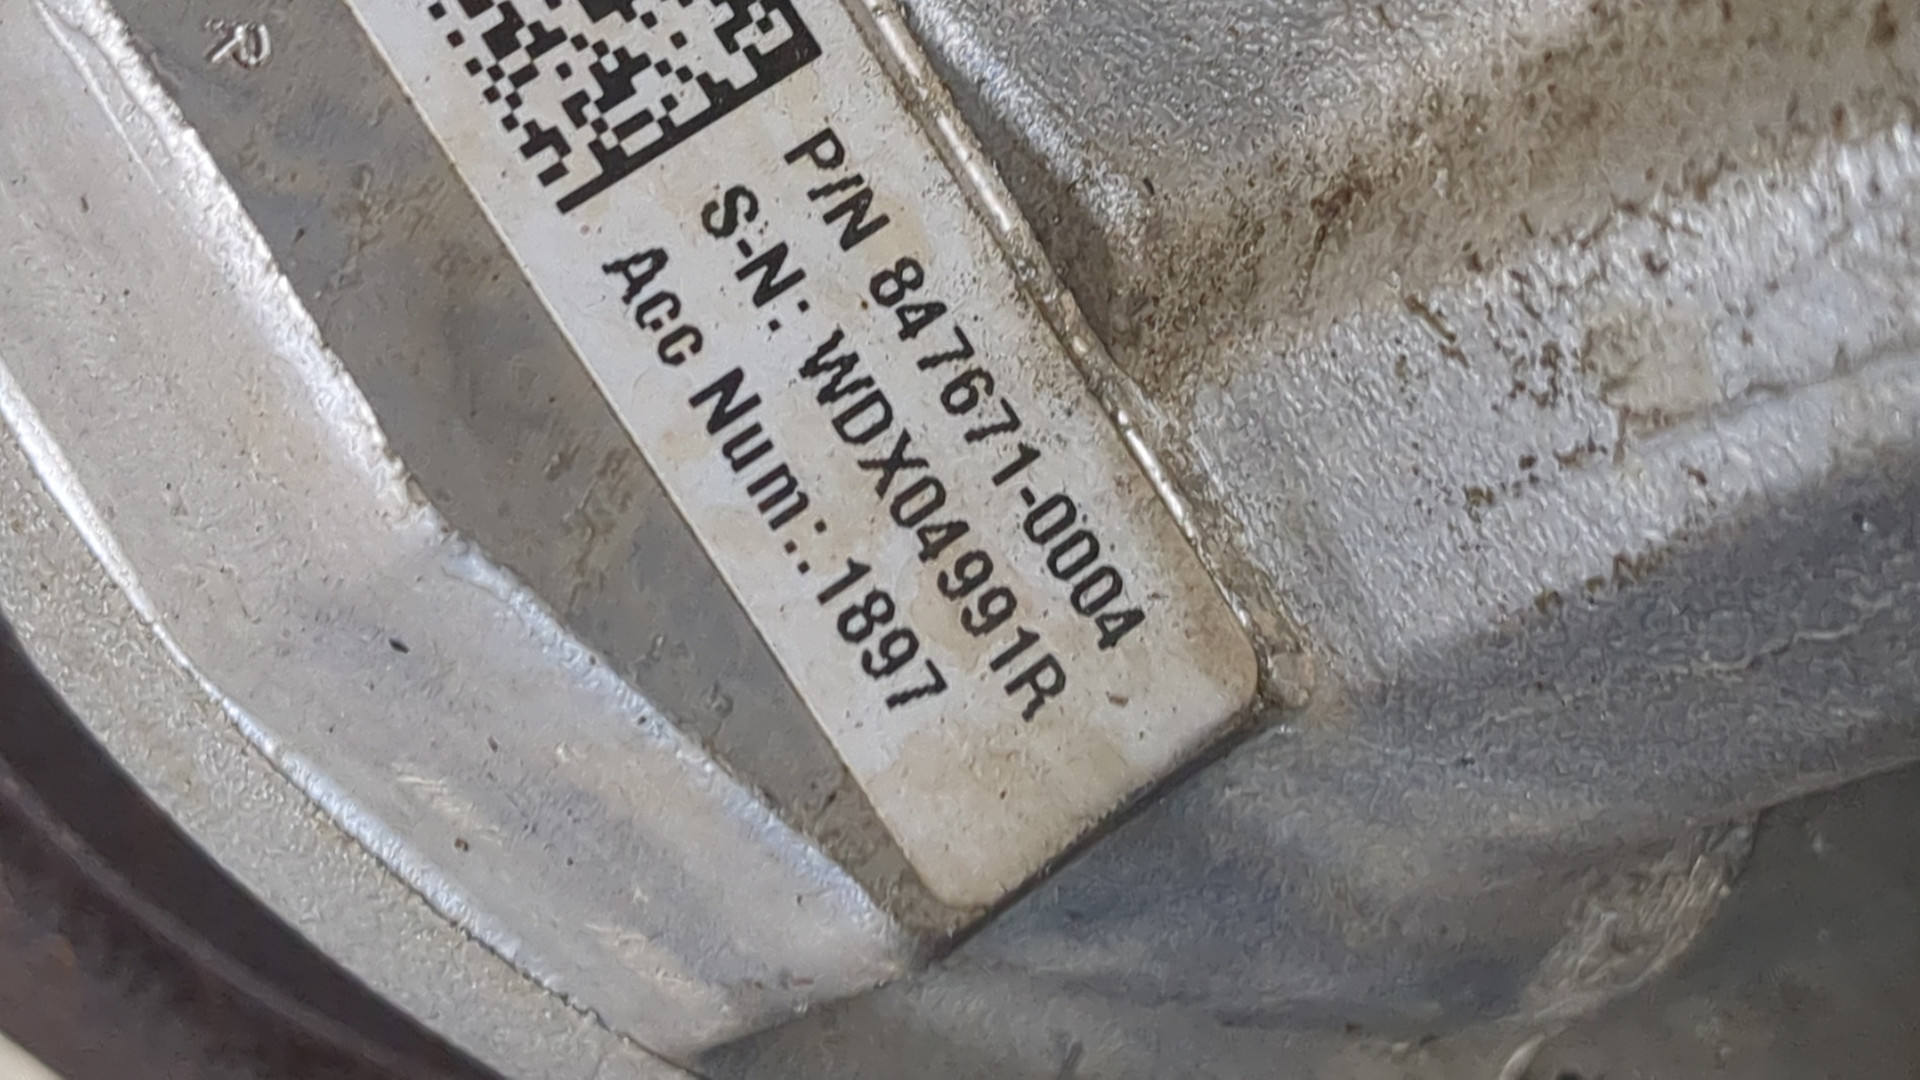 P/N 847671-0004
S-N: WDX04991R
Acc Num: 1897